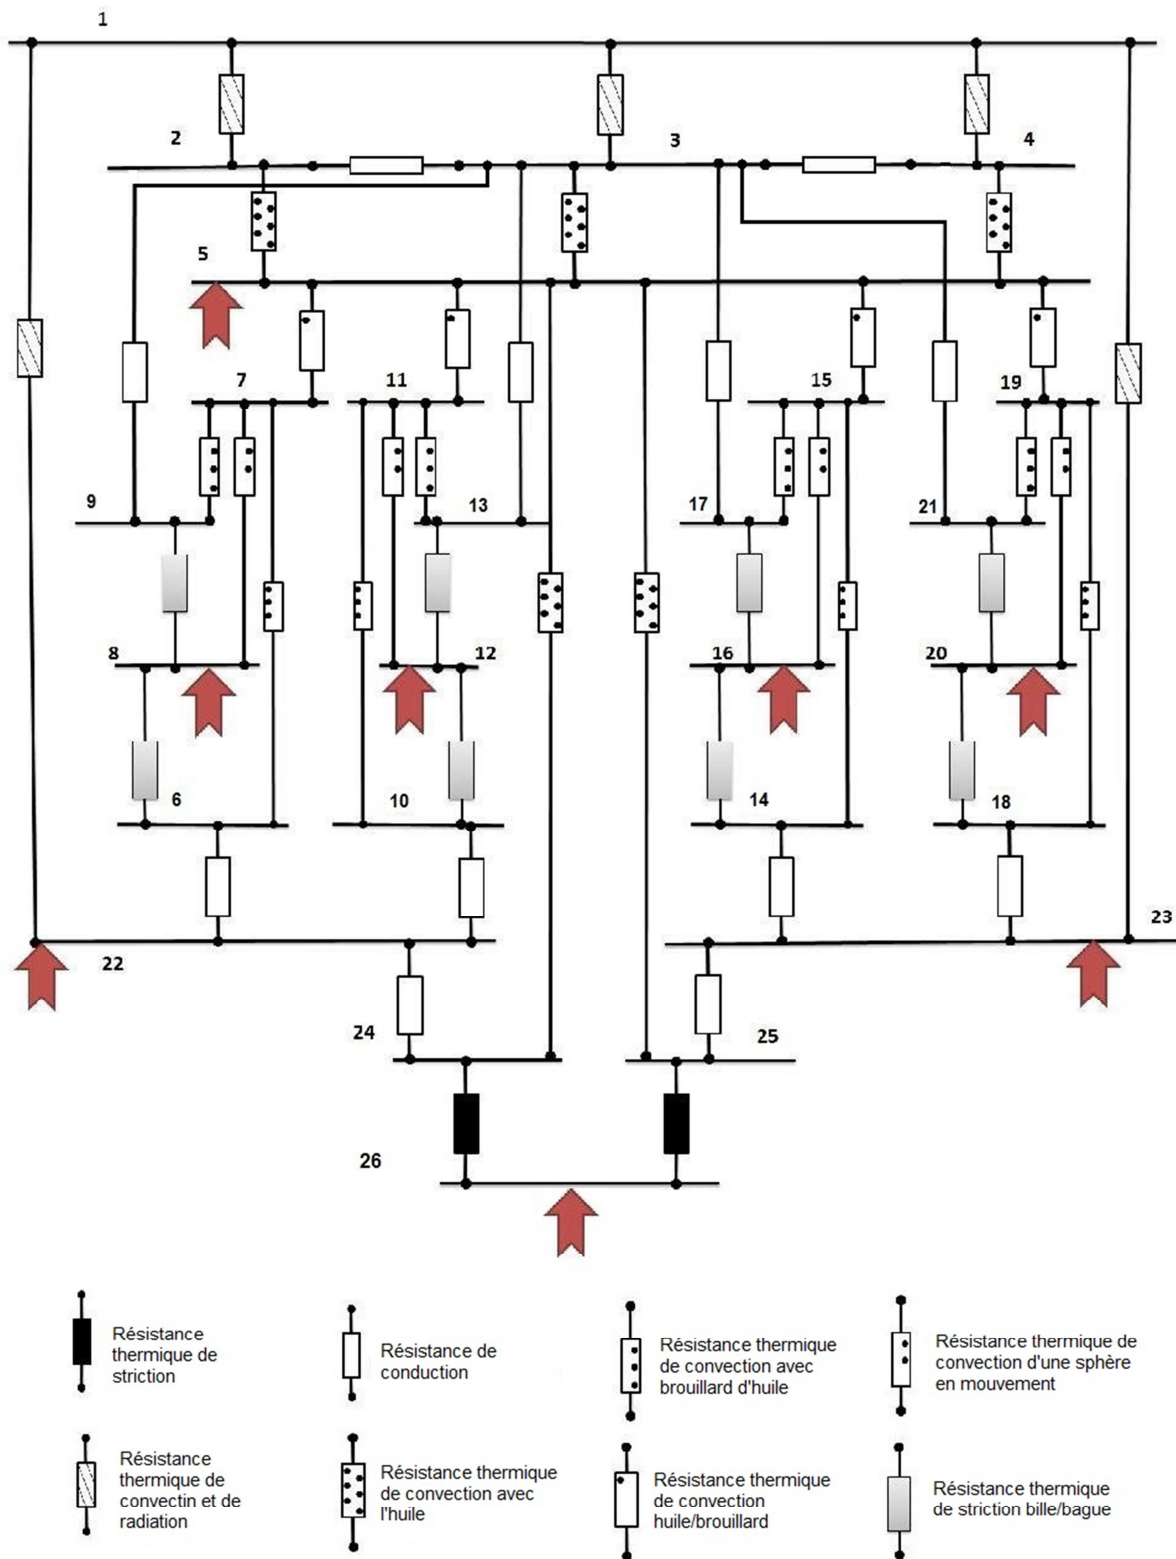 1
2
3
4
5
7
11
15
19
9
13
17
21
8
12
16
20
6
10
14
18
22
23
24
25
26
Résistance
thermique de
striction
Résistance de
conduction
Résistance thermique
de convection avec
brouillard d'huile
Résistance thermique de
convection d'une sphère
en mouvement
Résistance
thermique de
convectin et de
radiation
Résistance thermique
de convection avec
l'huile
Résistance thermique
de convection
huile/brouillard
Résistance thermique
de striction bille/bague